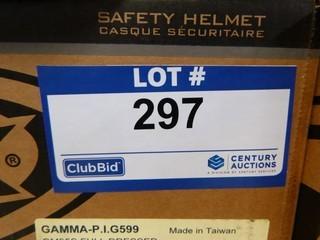 SAFETY HELMET
CASQUE SÉCURITAIRE
LOT #
297
ClubBid
CENTURY
AUCTIONS
A DIVISION OF CENTURY SERVICES
GAMMA-P.I.G599 Made in Taiwan